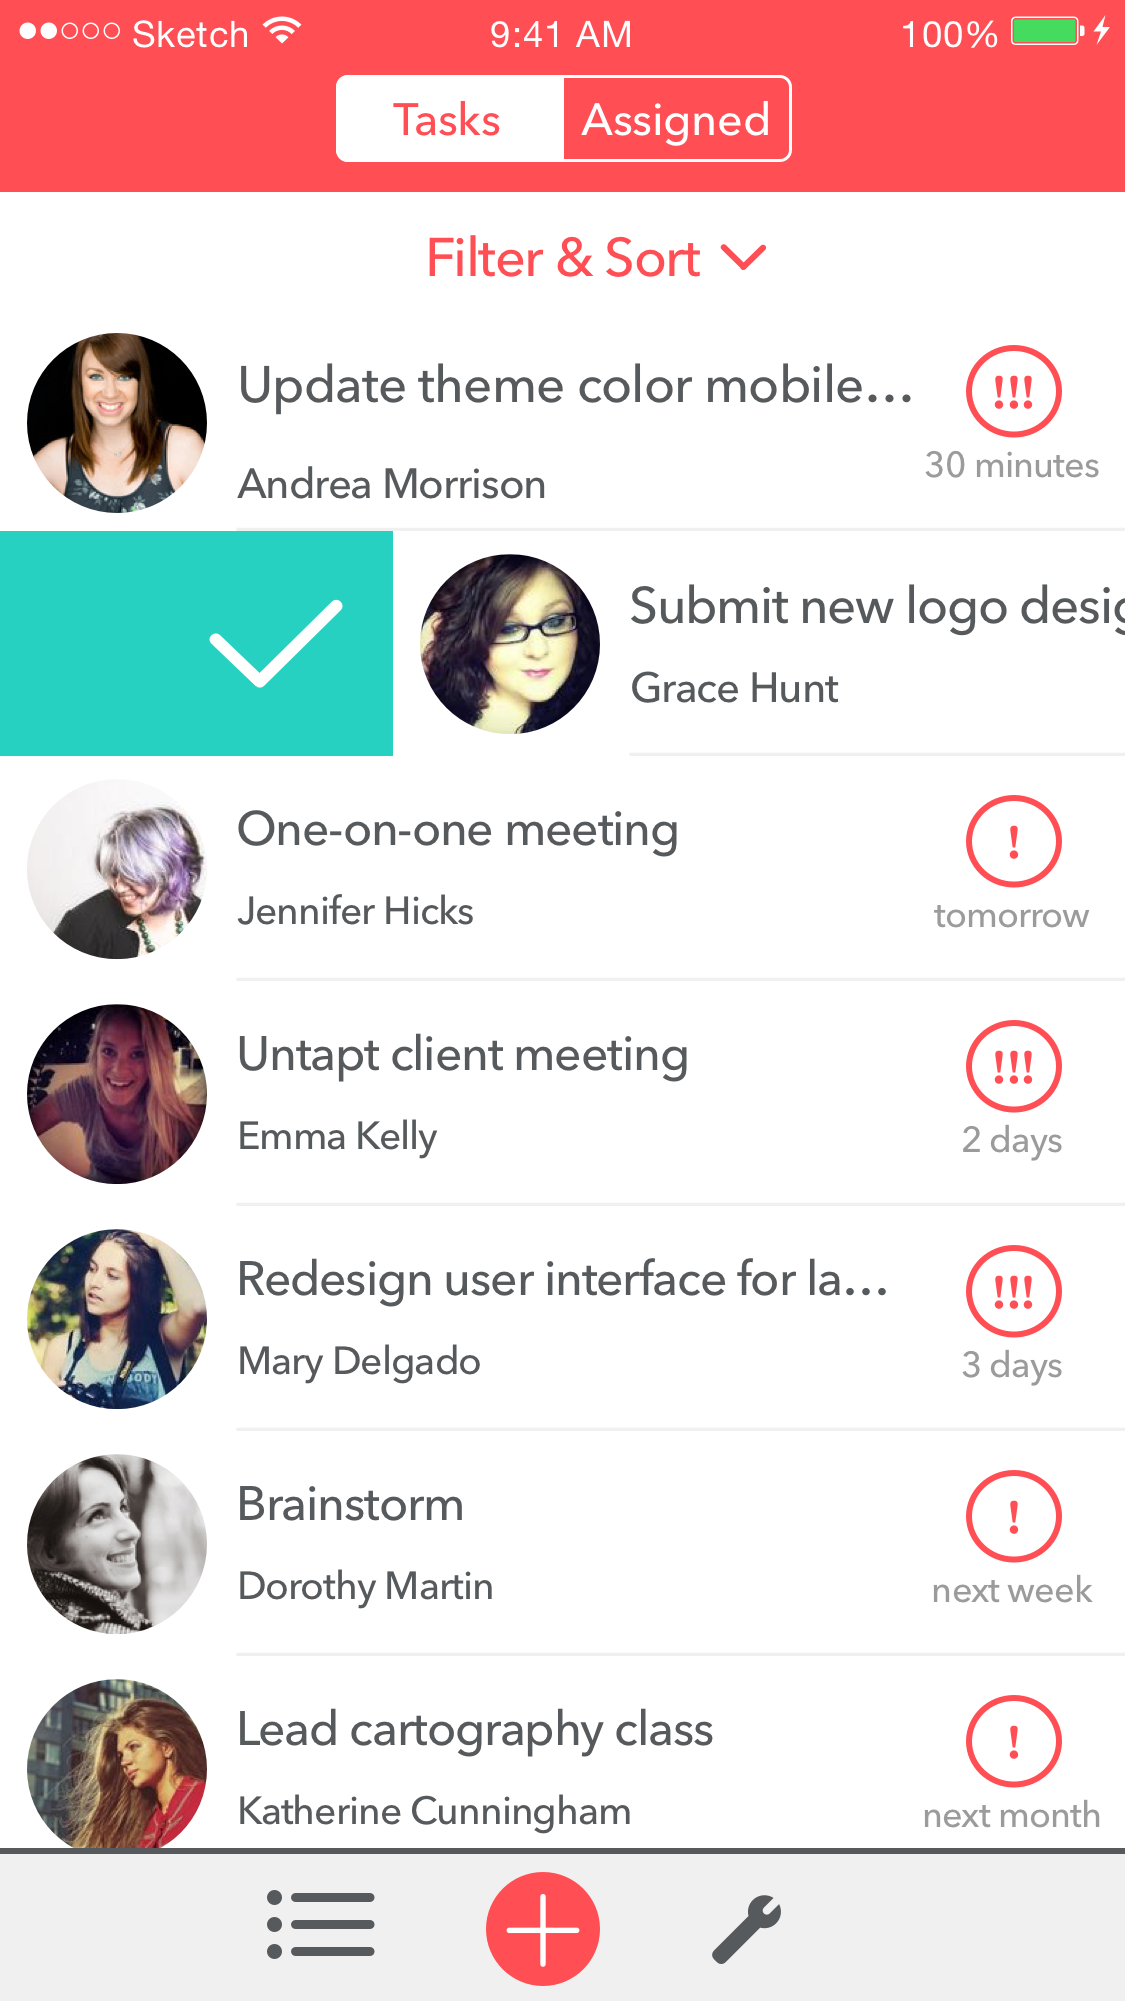 Sketch 9:41 AM 100%
Tasks Assigned
Filter & Sort
Update theme color mobile...
!!!
30 minutes
Andrea Morrison
Submit new logo desig
Grace Hunt
One-on-one meeting
!
tomorrow
Jennifer Hicks
Untapt client meeting
!!!
2 days
Emma Kelly
Redesign user interface for la...
!!!
3 days
Mary Delgado
Brainstorm
!
next week
Dorothy Martin
Lead cartography class
!
next month
Katherine Cunningham